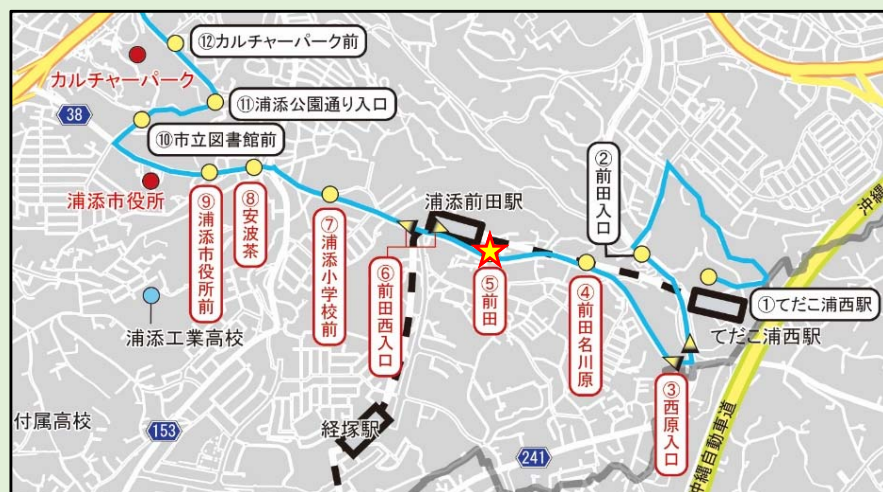 ⑫カルチャーパーク前
カルチャーパーク
38
⑪浦添公園通り入口
⑩市立図書館前
浦添市役所
⑨浦添市役所前
⑧安波茶
⑦浦添小学校前
浦添前田駅
⑥前田西入口
⑤前田
②前田入口
④前田名川原
①てだこ浦西駅
てだこ浦西駅
③西原入口
浦添工業高校
付属高校
153
経塚駅
241
沖縄
沖縄自動車道